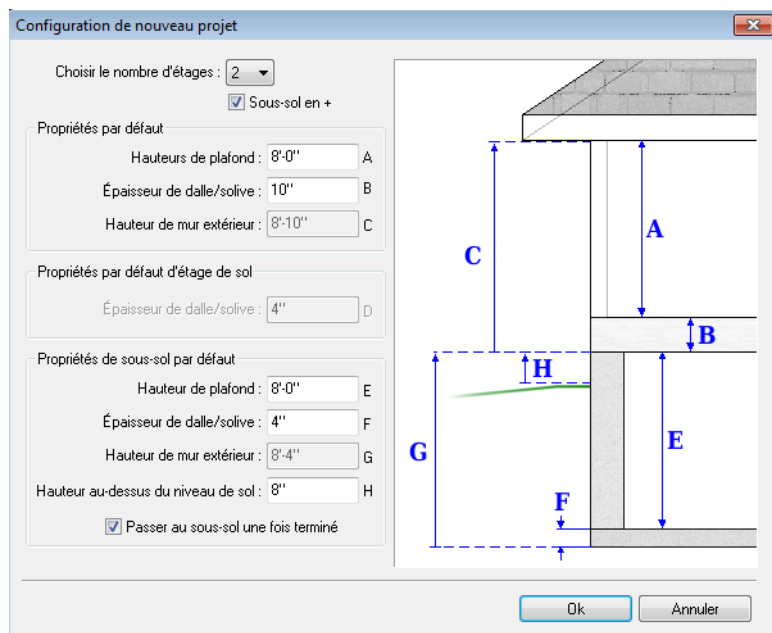 Configuration de nouveau projet
Choisir le nombre d'étages : 2
Sous-sol en +
Propriétés par défaut
Hauteurs de plafond : 8'-0'' A
Épaisseur de dalle/solive : 10'' B
Hauteur de mur extérieur : 8'-10'' C
Propriétés par défaut d'étage de sol
Épaisseur de dalle/solive : 4'' D
Propriétés de sous-sol par défaut
Hauteur de plafond : 8'-0'' E
Épaisseur de dalle/solive : 4'' F
Hauteur de mur extérieur : 8'-4'' G
Hauteur au-dessus du niveau de sol : 8'' H
Passer au sous-sol une fois terminé
A
C
B
H
E
G
F
Ok Annuler